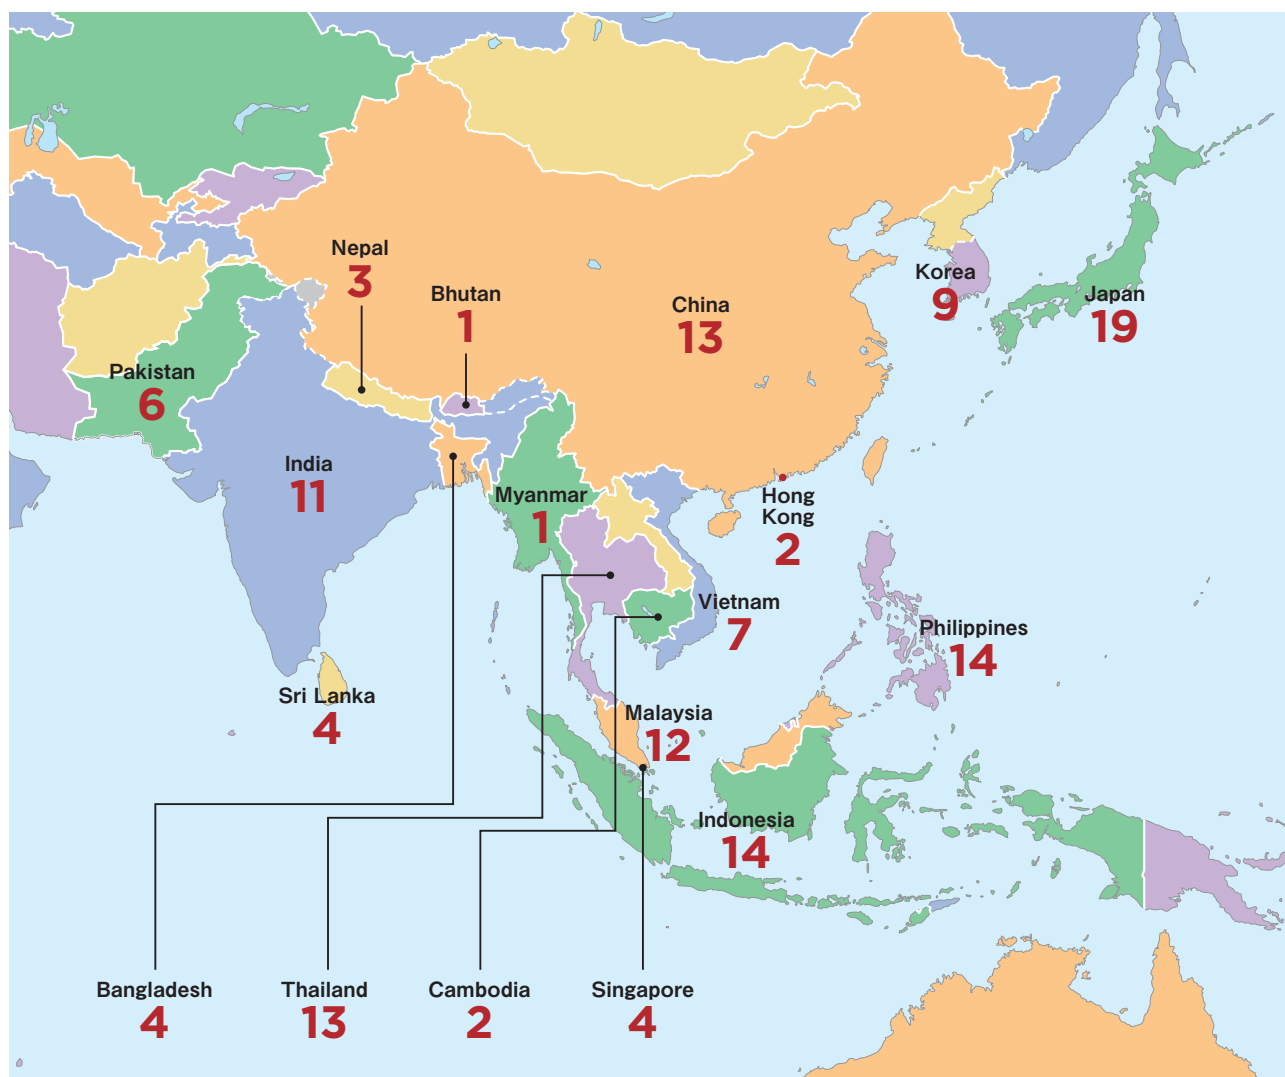 Nepal
3
Bhutan
1
China
13
Korea
9
Japan
19
Pakistan
6
India
11
Myanmar
1
Hong
Kong
2
Vietnam
7
Philippines
14
Sri Lanka
4
Malaysia
12
Indonesia
14
Bangladesh
4
Thailand
13
Cambodia
2
Singapore
4